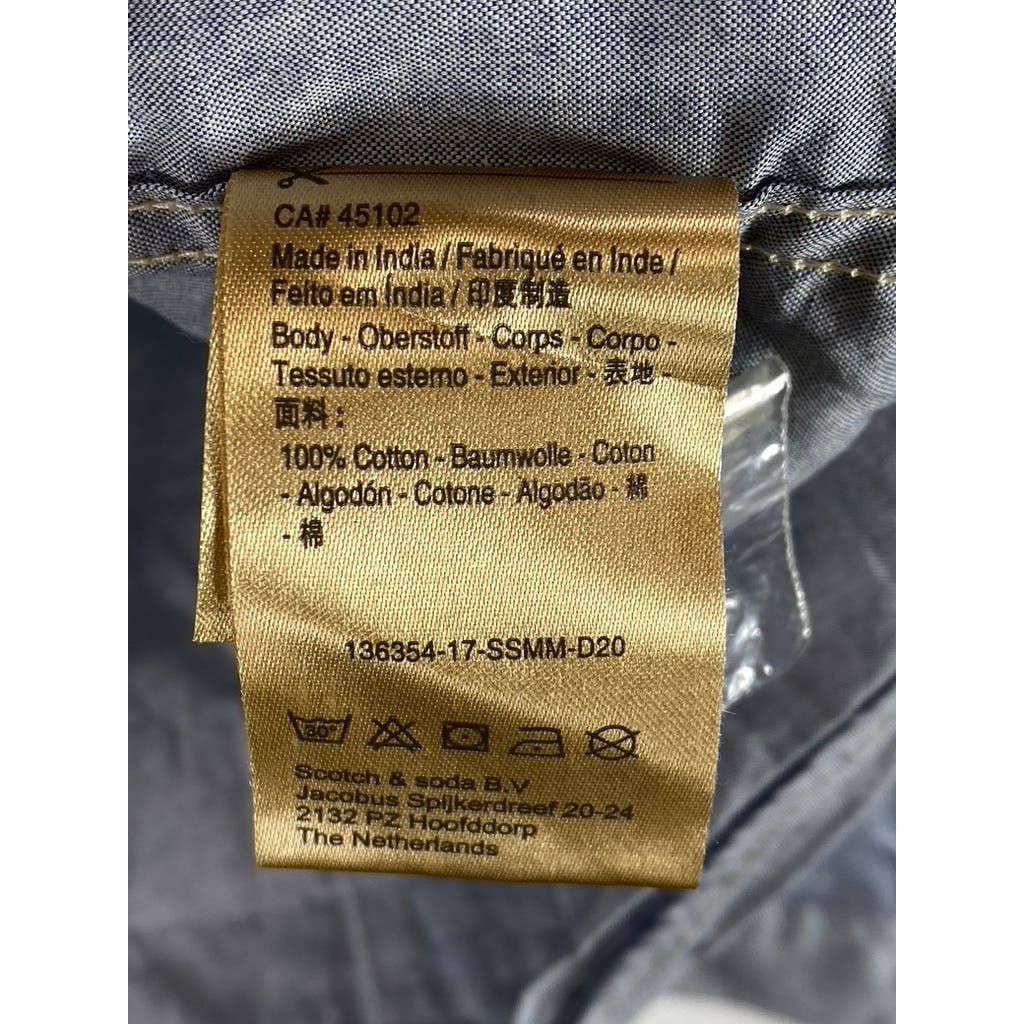 CA# 45102
Made in India / Fabriqué en Inde /
Feito em Índia / 印度制造
Body - Oberstoff - Corps - Corpo -
Tessuto esterno - Exterior - 表地 -
面料 :
100% Cotton - Baumwolle - Coton
- Algodón - Cotone - Algodão - 綿
- 棉
136354-17-SSMM-D20
30°
Scotch & soda B.V
Jacobus Spijkerdreef 20-24
2132 PZ Hoofddorp
The Netherlands